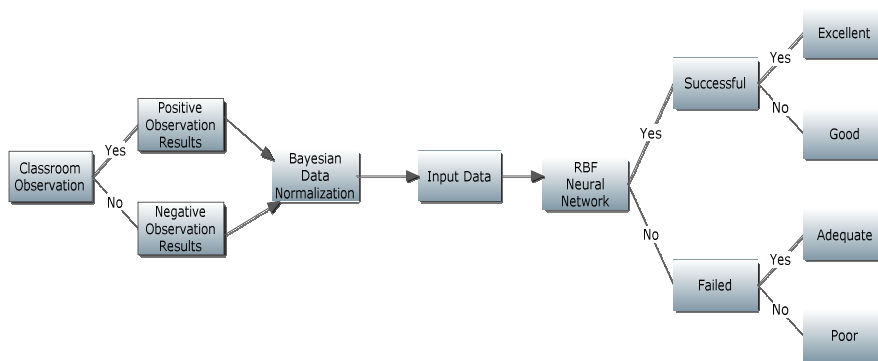 Classroom
Observation
Yes
No
Positive
Observation
Results
Negative
Observation
Results
Bayesian
Data
Normalization
Input Data
RBF
Neural
Network
Yes
No
Successful
Yes
No
Excellent
Good
Failed
Yes
No
Adequate
Poor